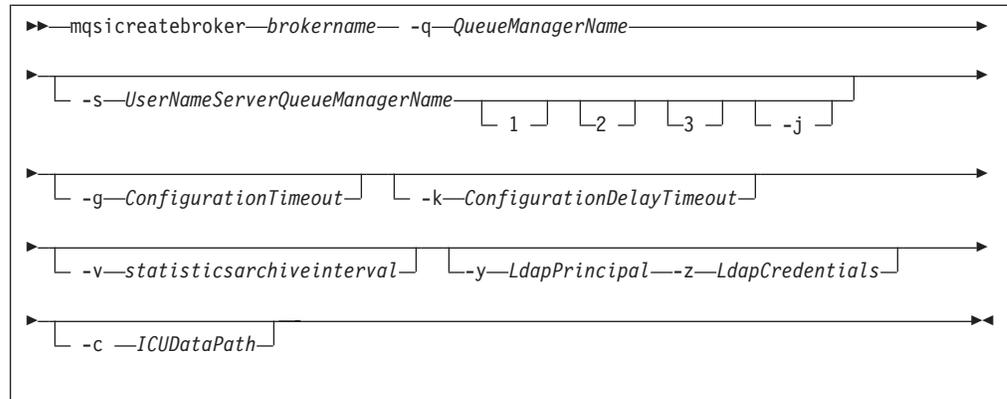 mqsicreatebroker brokername -q QueueManagerName
-s UserNameServerQueueManagerName 1 2 3 -j
-g ConfigurationTimeout -k ConfigurationDelayTimeout
-v statisticsarchiveinterval -y LdapPrincipal -z LdapCredentials
-c ICUDataPath